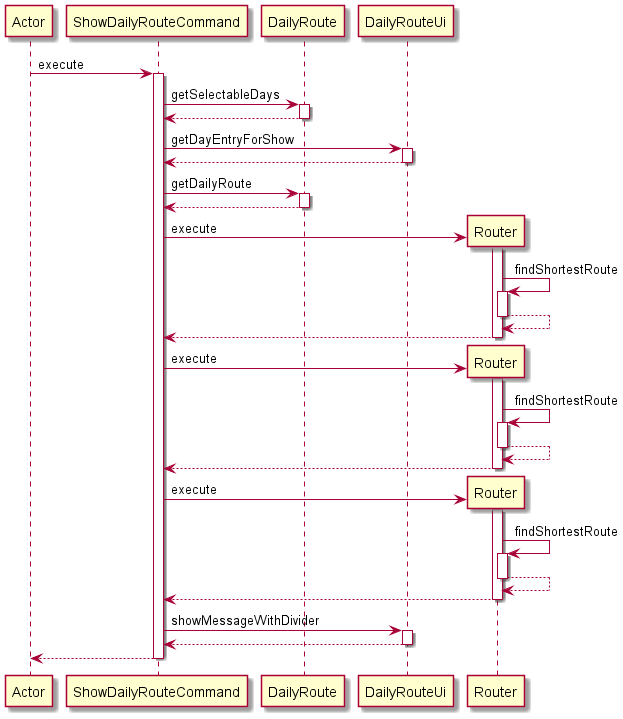 Actor ShowDailyRouteCommand DailyRoute DailyRouteUi
execute
getSelectableDays
getDayEntryForShow
getDailyRoute
execute
Router
findShortestRoute
execute
Router
findShortestRoute
execute
Router
findShortestRoute
showMessageWithDivider
Actor ShowDailyRouteCommand DailyRoute DailyRouteUi Router